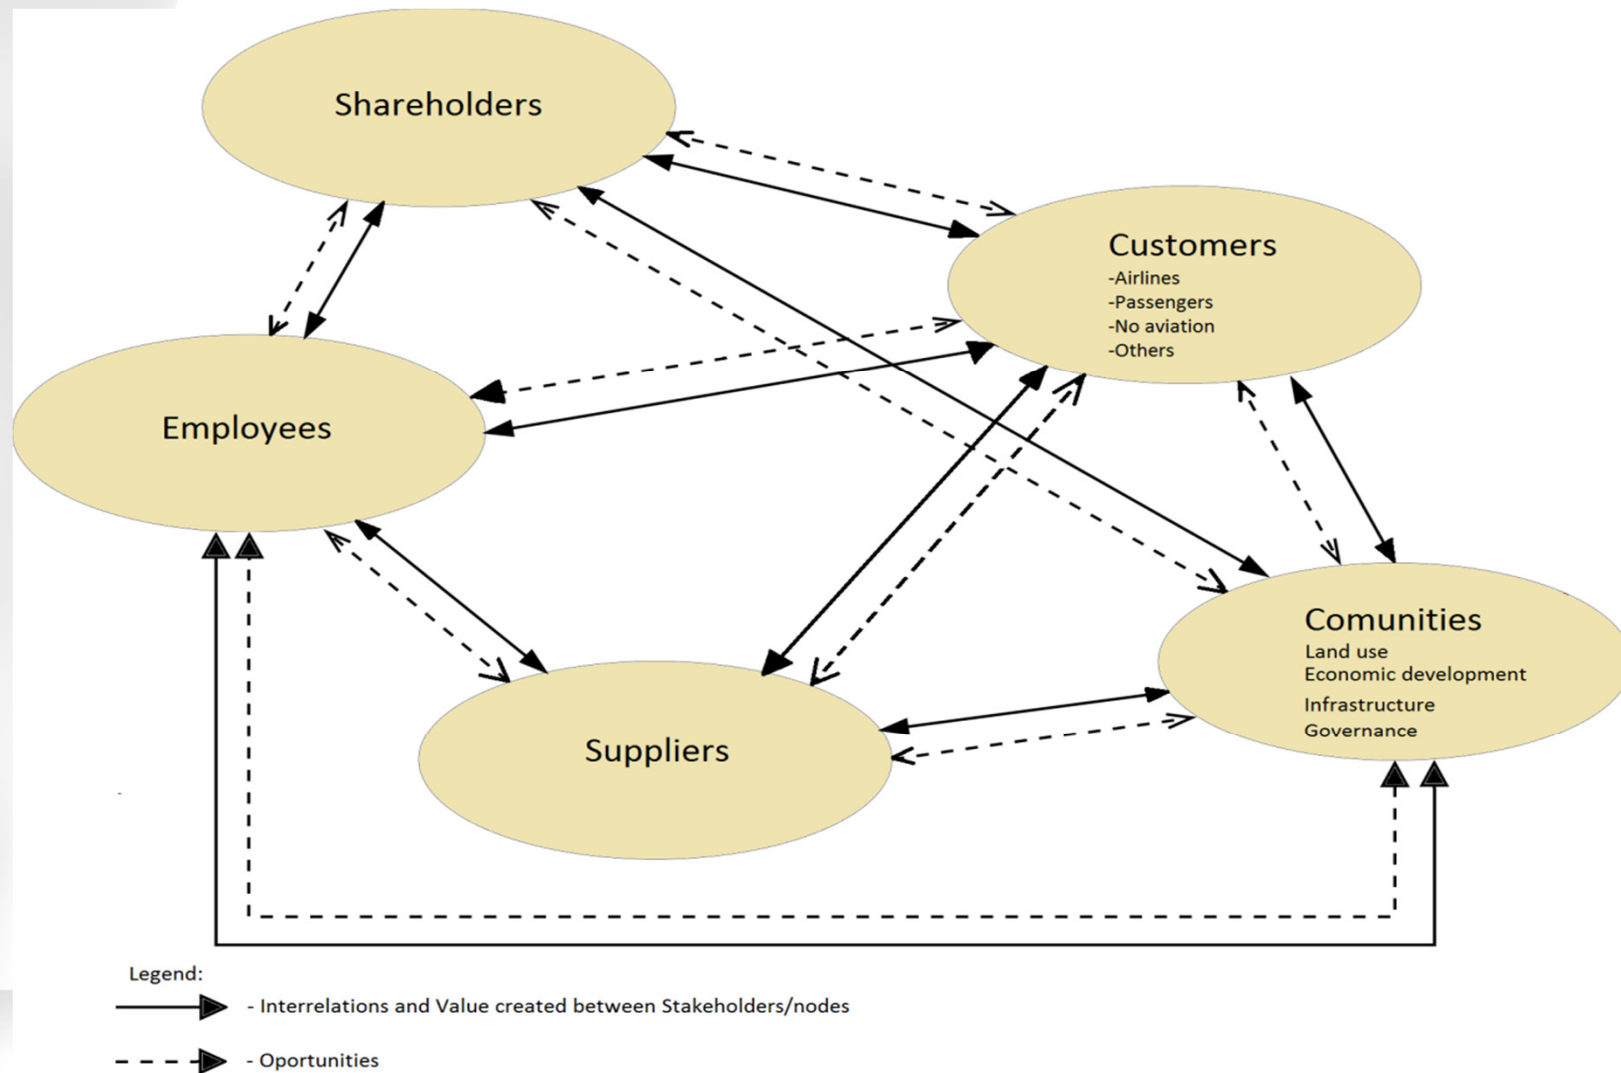 Shareholders
Customers
-Airlines
-Passengers
-No aviation
-Others
Employees
Comunities
Land use
Economic development
Infrastructure
Governance
Suppliers
Legend:
- Interrelations and Value created between Stakeholders/nodes
- Oportunities